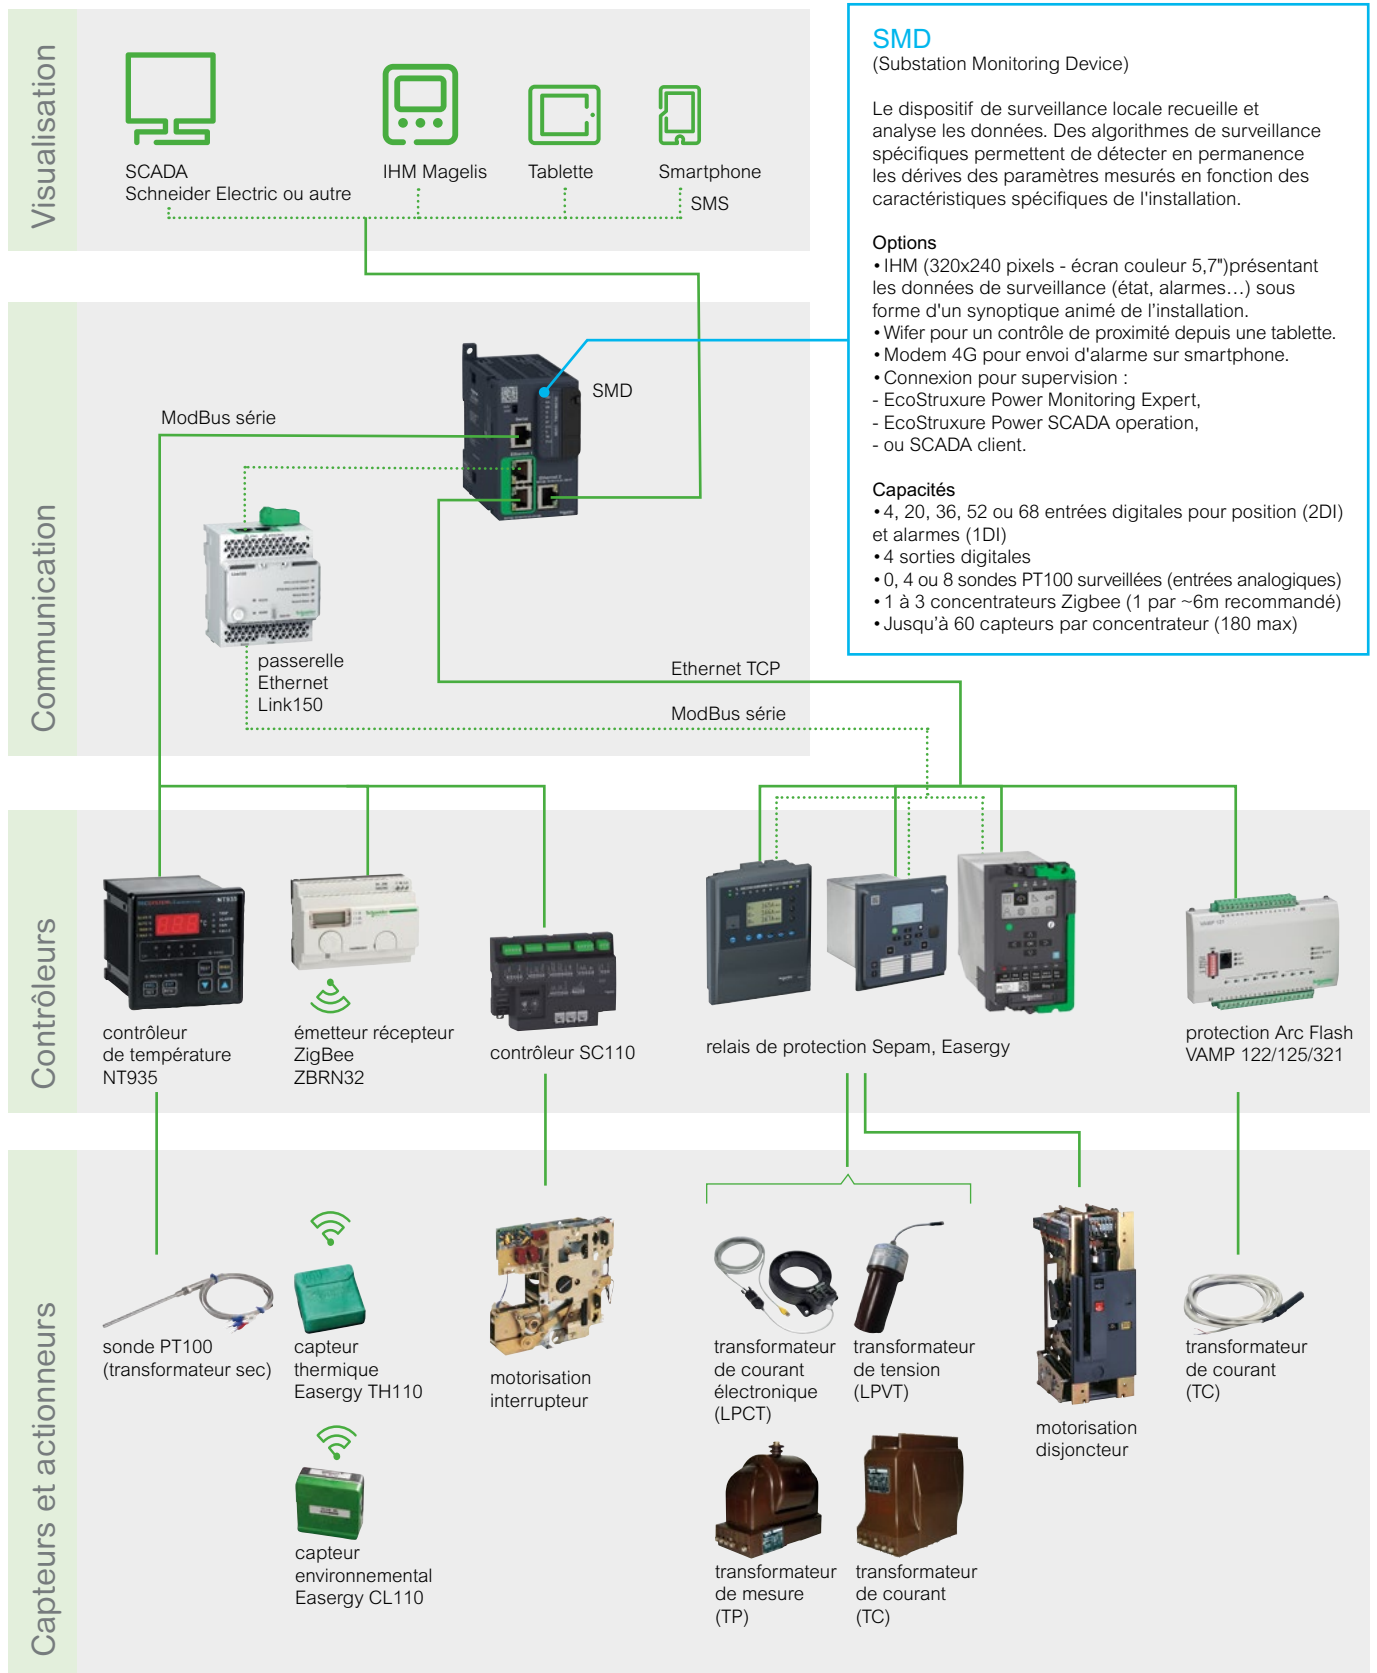 Visualisation
SCADA
Schneider Electric ou autre
IHM Magelis
Tablette
Smartphone
SMS
SMD
(Substation Monitoring Device)
Le dispositif de surveillance locale recueille et
analyse les données. Des algorithmes de surveillance
spécifiques permettent de détecter en permanence
les dérives des paramètres mesurés en fonction des
caractéristiques spécifiques de l'installation.
Options
• IHM (320x240 pixels - écran couleur 5,7")présentant
les données de surveillance (état, alarmes…) sous
forme d'un synoptique animé de l'installation.
• Wifer pour un contrôle de proximité depuis une tablette.
• Modem 4G pour envoi d'alarme sur smartphone.
• Connexion pour supervision :
- EcoStruxure Power Monitoring Expert,
- EcoStruxure Power SCADA operation,
- ou SCADA client.
Capacités
• 4, 20, 36, 52 ou 68 entrées digitales pour position (2DI)
et alarmes (1DI)
• 4 sorties digitales
• 0, 4 ou 8 sondes PT100 surveillées (entrées analogiques)
• 1 à 3 concentrateurs Zigbee (1 par ~6m recommandé)
• Jusqu'à 60 capteurs par concentrateur (180 max)
Communication
SMD
Serial
Ethernet 1
Ethernet 2
ModBus série
passerelle
Ethernet
Link150
Ethernet TCP
ModBus série
Contrôleurs
NT935
contrôleur
de température
NT935
émetteur récepteur
ZigBee
ZBRN32
contrôleur SC110
relais de protection Sepam, Easergy
VAMP 121
protection Arc Flash
VAMP 122/125/321
Capteurs et actionneurs
sonde PT100
(transformateur sec)
capteur
thermique
Easergy TH110
capteur
environnemental
Easergy CL110
motorisation
interrupteur
transformateur
de courant
électronique
(LPCT)
transformateur
de tension
(LPVT)
transformateur
de mesure
(TP)
transformateur
de courant
(TC)
motorisation
disjoncteur
transformateur
de courant
(TC)